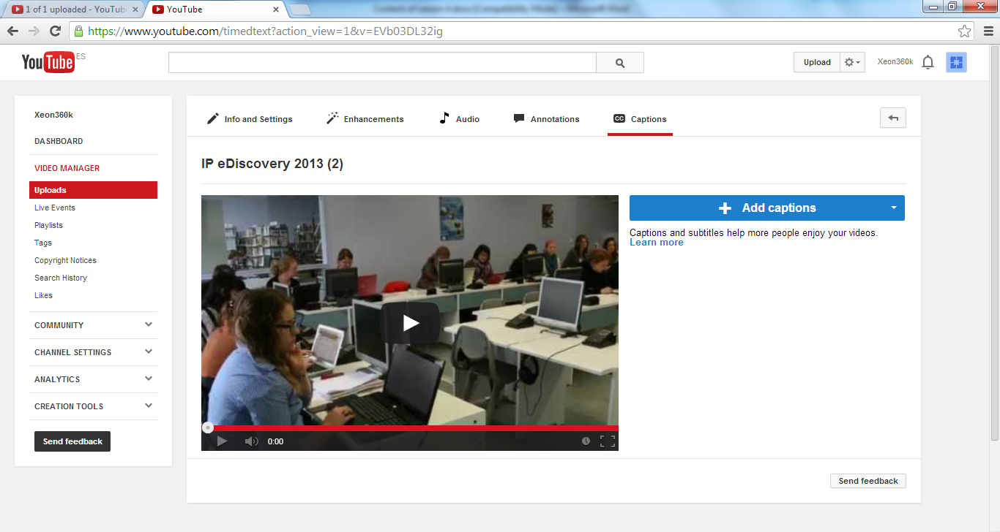 1 of 1 uploaded - YouTub
YouTube
https://www.youtube.com/timedtext?action_view=1&v=EVb03DL32ig
YouTube ES
Upload
Xeon360k
Xeon360k
DASHBOARD
VIDEO MANAGER
Uploads
Live Events
Playlists
Tags
Copyright Notices
Search History
Likes
COMMUNITY
CHANNEL SETTINGS
ANALYTICS
CREATION TOOLS
Send feedback
Info and Settings
Enhancements
Audio
Annotations
CC Captions
IP eDiscovery 2013 (2)
0:00
Add captions
Captions and subtitles help more people enjoy your videos.
Learn more
Send feedback